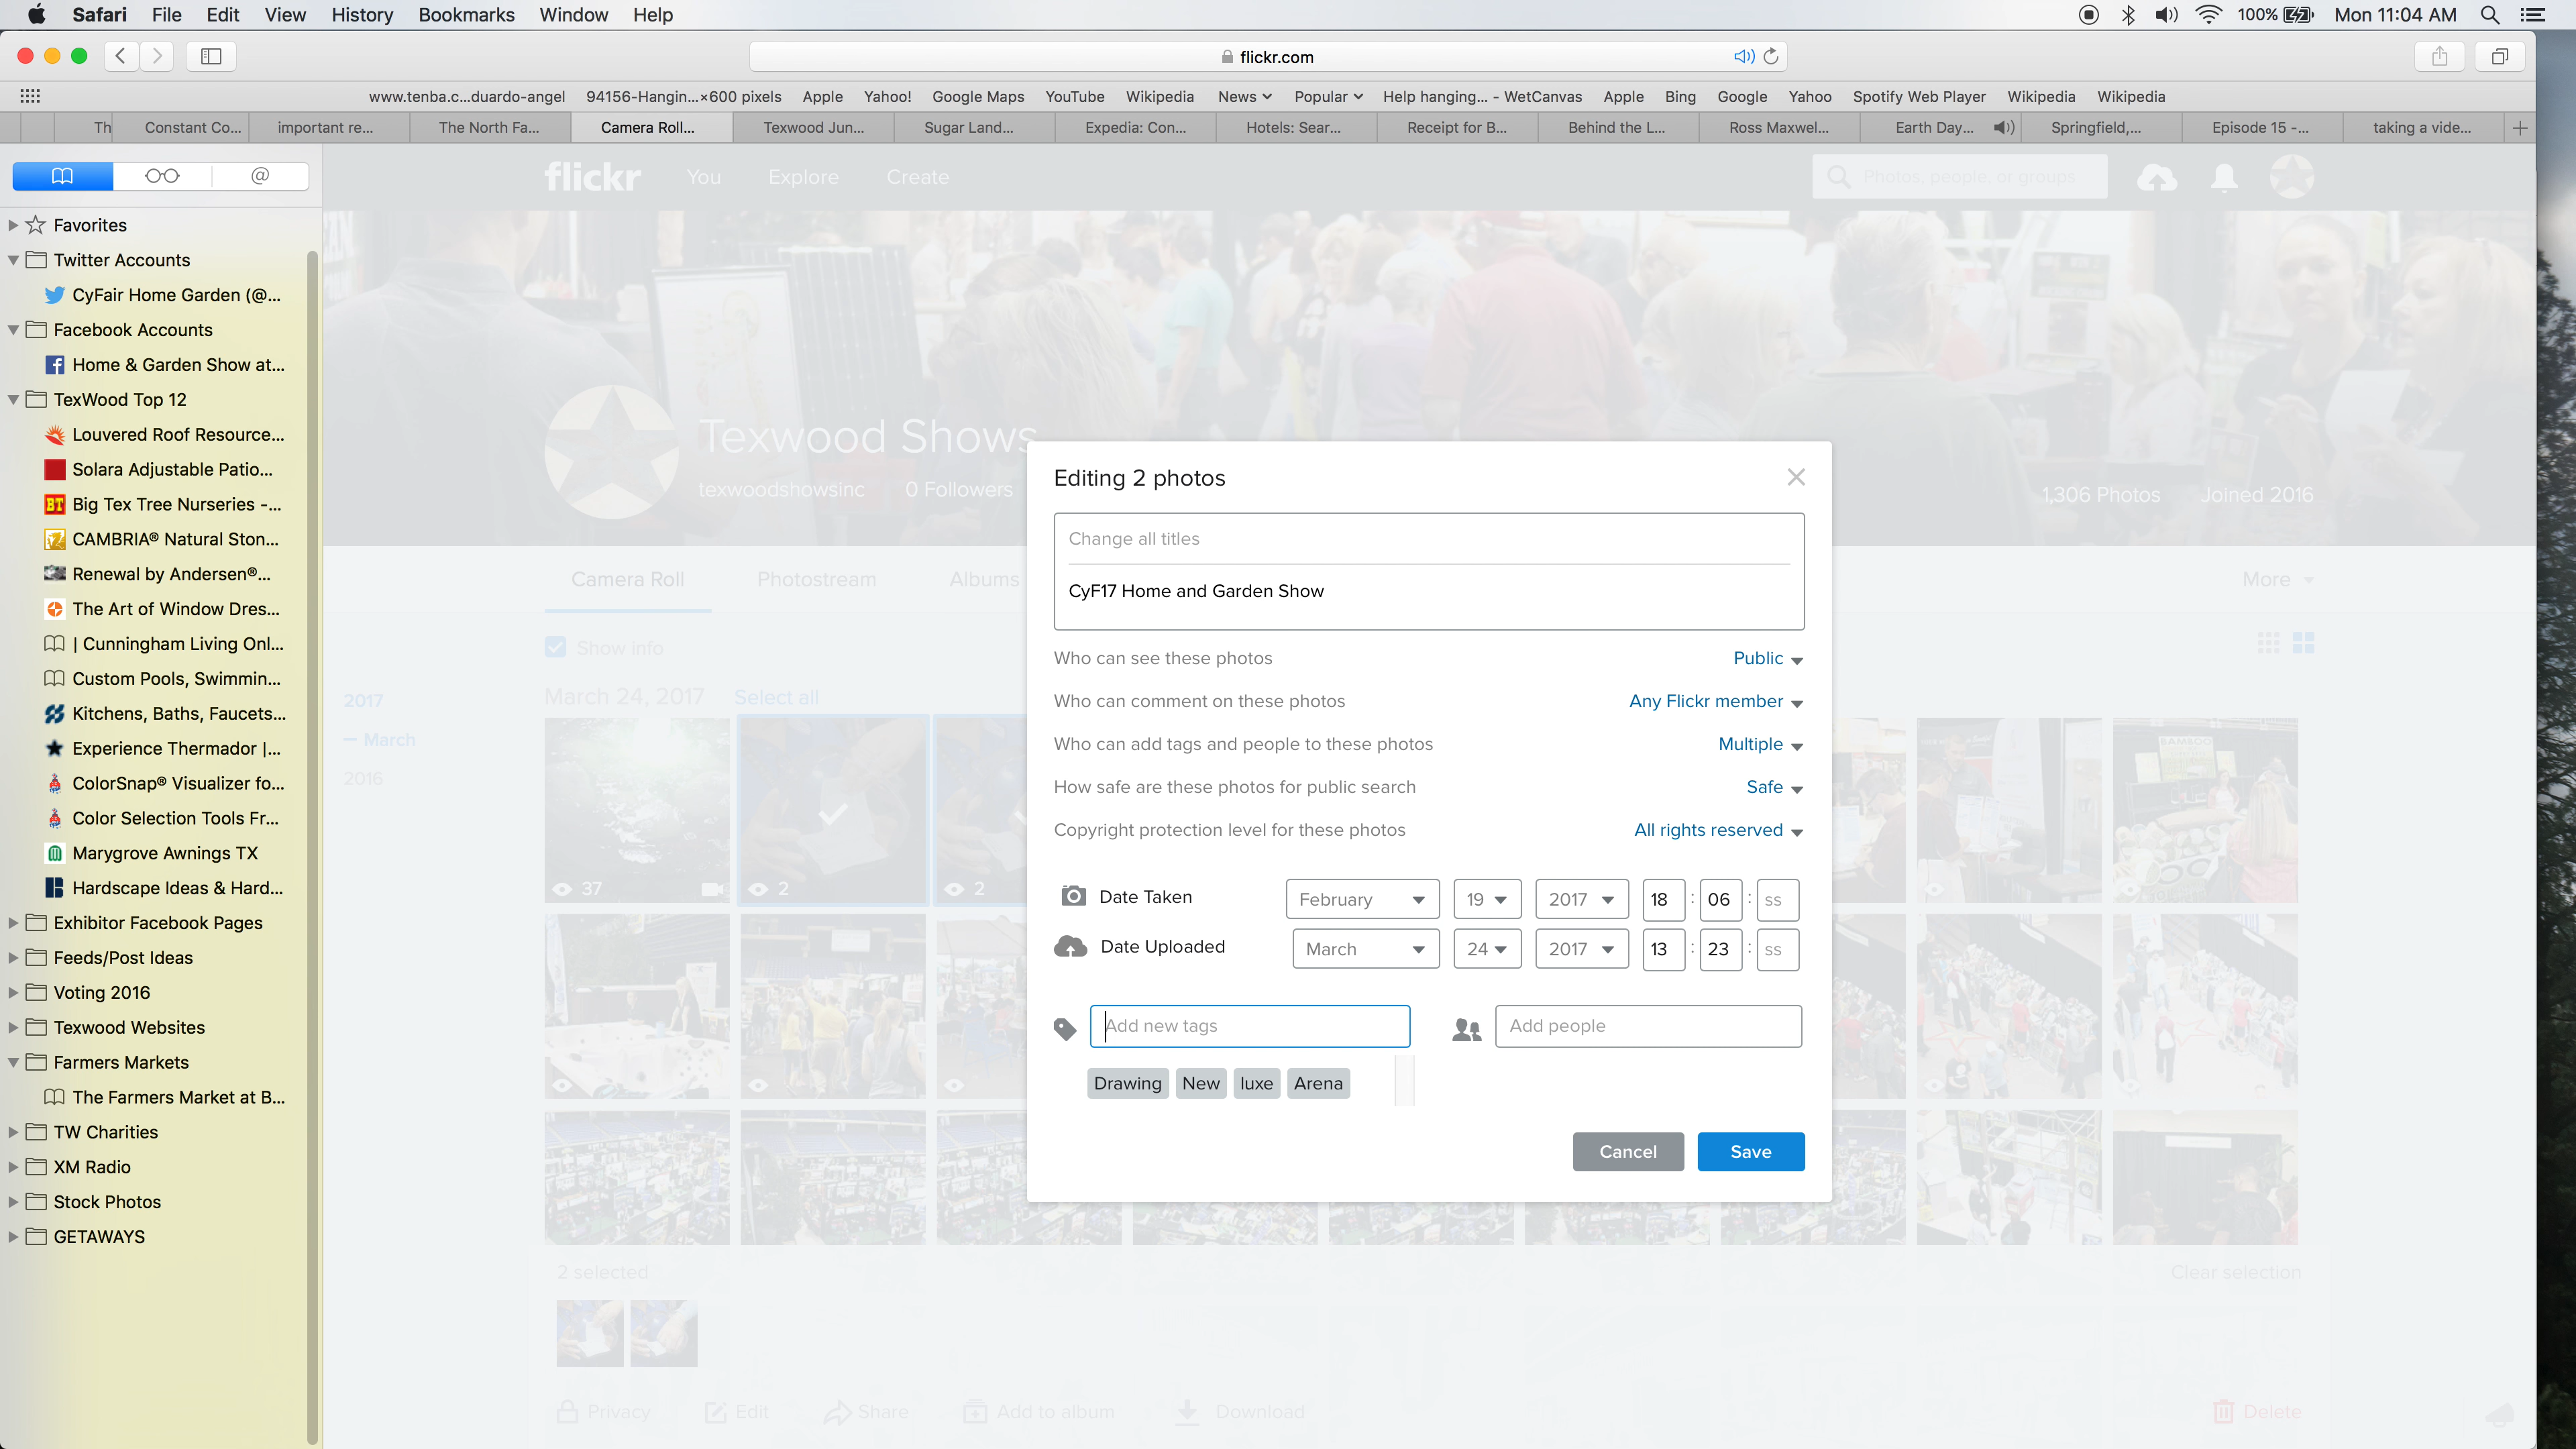 Safari File Edit View History Bookmarks Window Help 100% Mon 11:04 AM
flickr.com
www.tenba.c...duardo-angel 94156-Hangin...×600 pixels Apple Yahoo! Google Maps YouTube Wikipedia News Popular Help hanging... - WetCanvas Apple Bing Google Yahoo Spotify Web Player Wikipedia Wikipedia
Th Constant Co... important re... The North Fa... Camera Roll... Texwood Jun... Sugar Land... Expedia: Con... Hotels: Sear... Receipt for B... Behind the L... Ross Maxwel... Earth Day... Springfield,... Episode 15 -... taking a vide...
@
Favorites
Twitter Accounts
CyFair Home Garden (@...
Facebook Accounts
Home & Garden Show at...
TexWood Top 12
Louvered Roof Resource...
Solara Adjustable Patio...
BT Big Tex Tree Nurseries -...
CAMBRIA® Natural Ston...
Renewal by Andersen®...
The Art of Window Dres...
| Cunningham Living Onl...
Custom Pools, Swimmin...
Kitchens, Baths, Faucets...
Experience Thermador |...
ColorSnap® Visualizer fo...
Color Selection Tools Fr...
Marygrove Awnings TX
Hardscape Ideas & Hard...
Exhibitor Facebook Pages
Feeds/Post Ideas
Voting 2016
Texwood Websites
Farmers Markets
The Farmers Market at B...
TW Charities
XM Radio
Stock Photos
GETAWAYS
flickr You Explore Create Photos, people, or groups
Texwood Shows
texwoodshowsinc 0 Followers 1,306 Photos Joined 2016
Camera Roll Photostream Albums More
Show info
2017
March
2016
March 24, 2017 Select all
37 2 2
BAMBOO
Editing 2 photos
Change all titles
CyF17 Home and Garden Show
Who can see these photos Public
Who can comment on these photos Any Flickr member
Who can add tags and people to these photos Multiple
How safe are these photos for public search Safe
Copyright protection level for these photos All rights reserved
Date Taken February 19 2017 18 : 06 : ss
Date Uploaded March 24 2017 13 : 23 : ss
Add new tags Add people
Drawing New luxe Arena
Cancel Save
2 selected Clear selection
Privacy Edit Share Add to album Download Delete